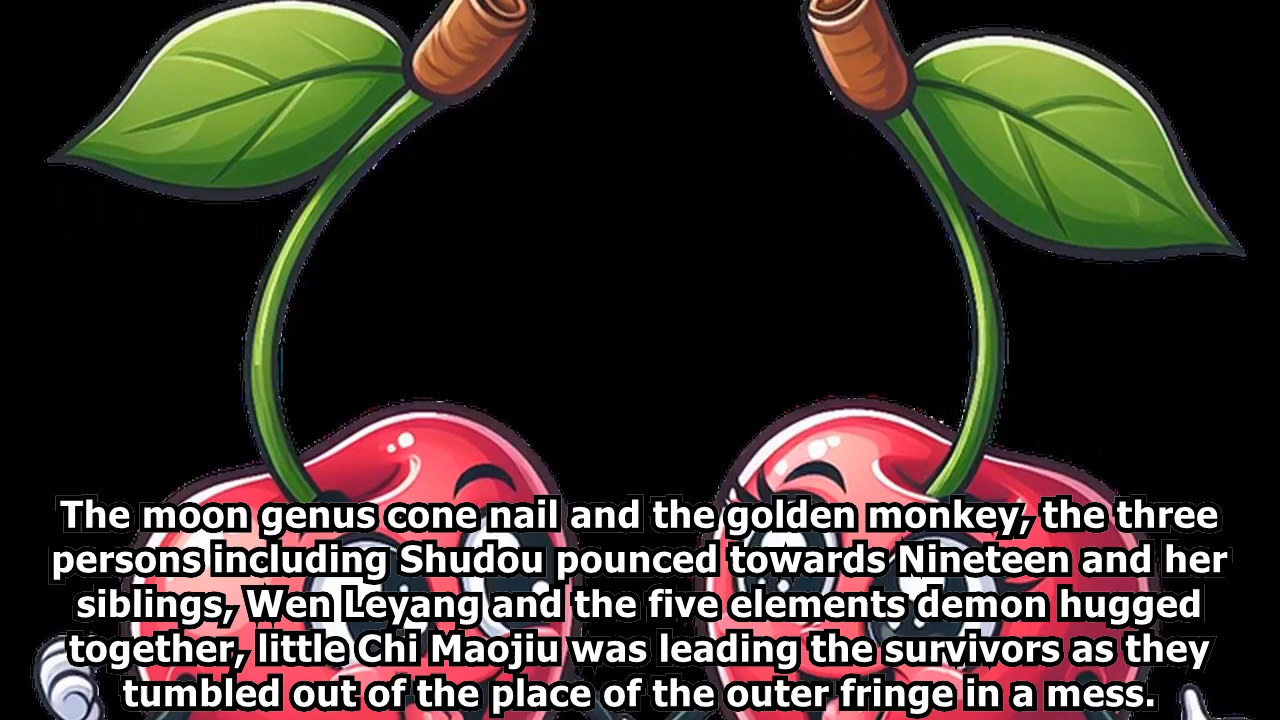 The moon genus cone nail and the golden monkey, the three
persons including Shudou pounced towards Nineteen and her
siblings, Wen Leyang and the five elements demon hugged
together, little Chi Maojiu was leading the survivors as they
tumbled out of the place of the outer fringe in a mess.